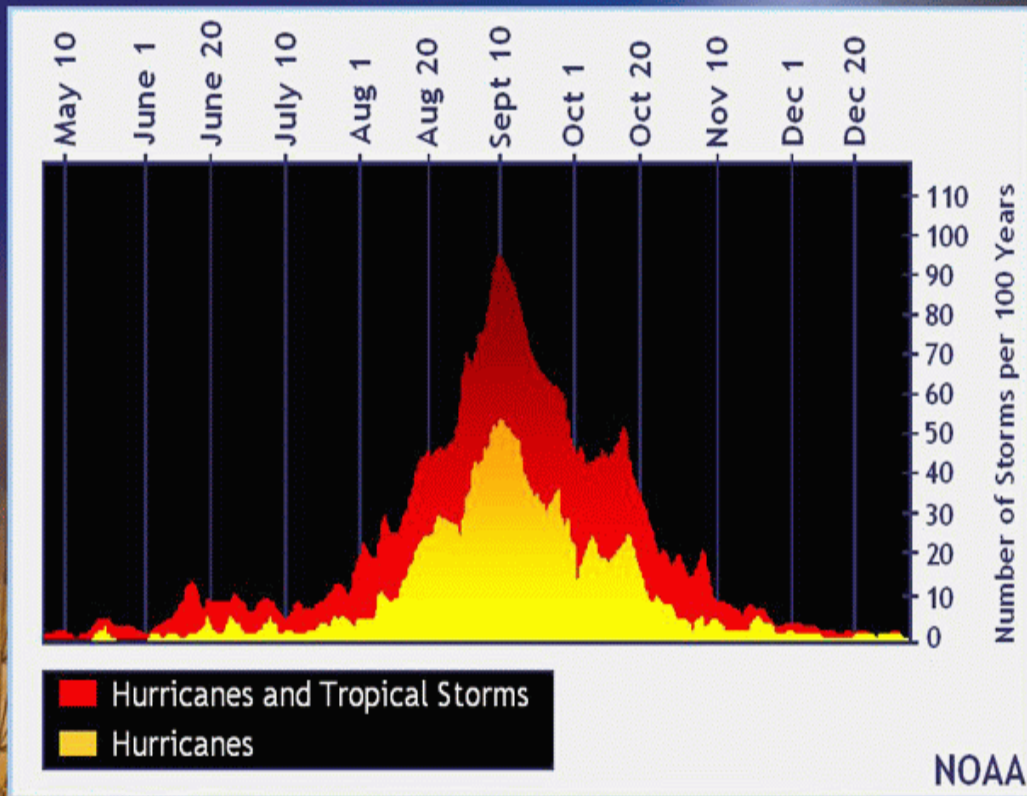 May 10
June 1
June 20
July 10
Aug 1
Aug 20
Sept 10
Oct 1
Oct 20
Nov 10
Dec 1
Dec 20
110
100
90
80
70
60
50
40
30
20
10
0
Number of Storms per 100 Years
Hurricanes and Tropical Storms
Hurricanes
NOAA